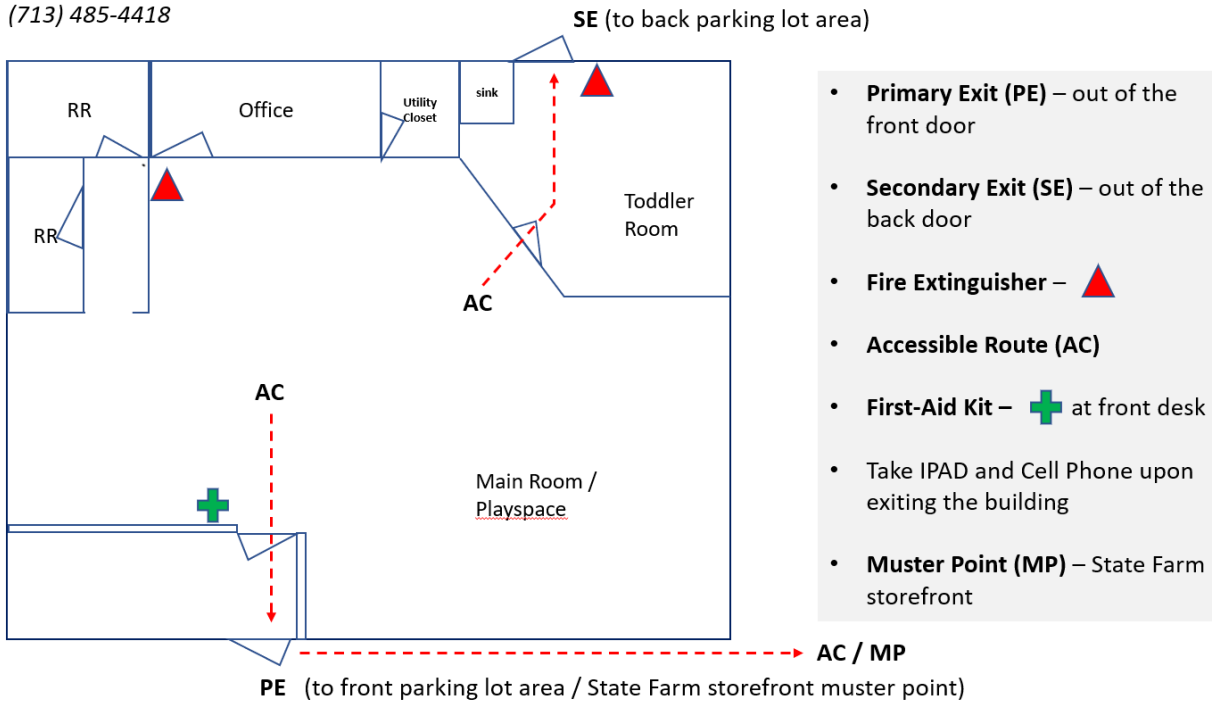 (713) 485-4418
SE (to back parking lot area)
RR
Office
Utility
Closet
sink
RR
Toddler
Room
AC
AC
Main Room /
Playspace
AC / MP
PE (to front parking lot area / State Farm storefront muster point)
• Primary Exit (PE) – out of the
front door
• Secondary Exit (SE) – out of the
back door
• Fire Extinguisher –
• Accessible Route (AC)
• First-Aid Kit – at front desk
• Take IPAD and Cell Phone upon
exiting the building
• Muster Point (MP) – State Farm
storefront